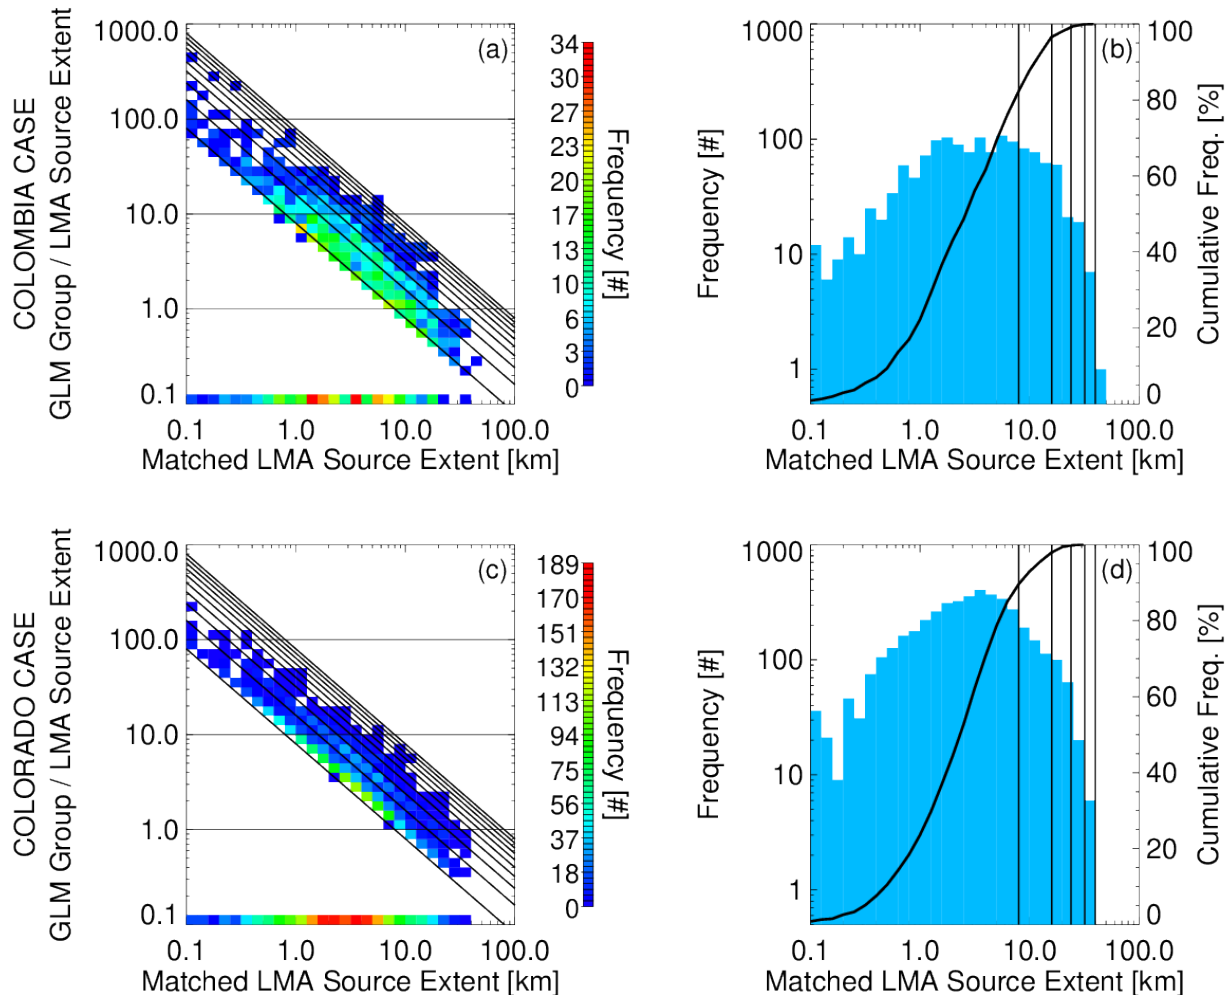 COLOMBIA CASE
GLM Group / LMA Source Extent
1000.0
100.0
10.0
1.0
0.1
(a)
0.1 1.0 10.0 100.0
Matched LMA Source Extent [km]
34
30
27
23
20
17
13
10
6
3
0
Frequency [#]
Frequency [#]
1000
100
10
1
(b)
0.1 1.0 10.0 100.0
Matched LMA Source Extent [km]
100
80
60
40
20
0
Cumulative Freq. [%]
COLORADO CASE
GLM Group / LMA Source Extent
1000.0
100.0
10.0
1.0
0.1
(c)
0.1 1.0 10.0 100.0
Matched LMA Source Extent [km]
189
170
151
132
113
94
75
56
37
18
0
Frequency [#]
Frequency [#]
1000
100
10
1
(d)
0.1 1.0 10.0 100.0
Matched LMA Source Extent [km]
100
80
60
40
20
0
Cumulative Freq. [%]